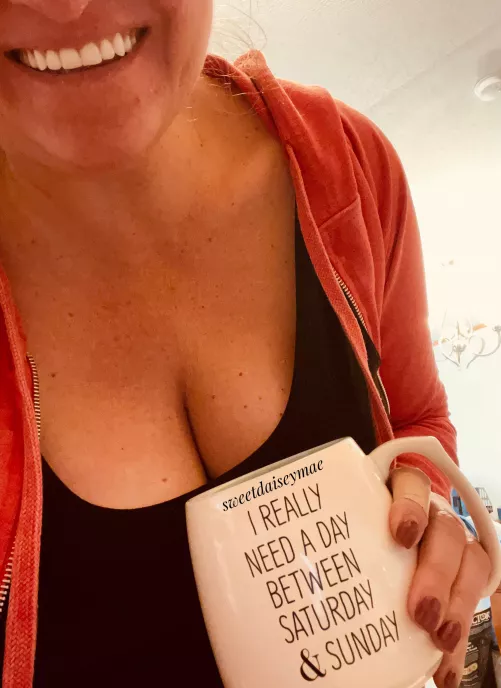 sweetdaiseymae
I REALLY
NEED A DAY
BETWEEN
SATURDAY
& SUNDAY